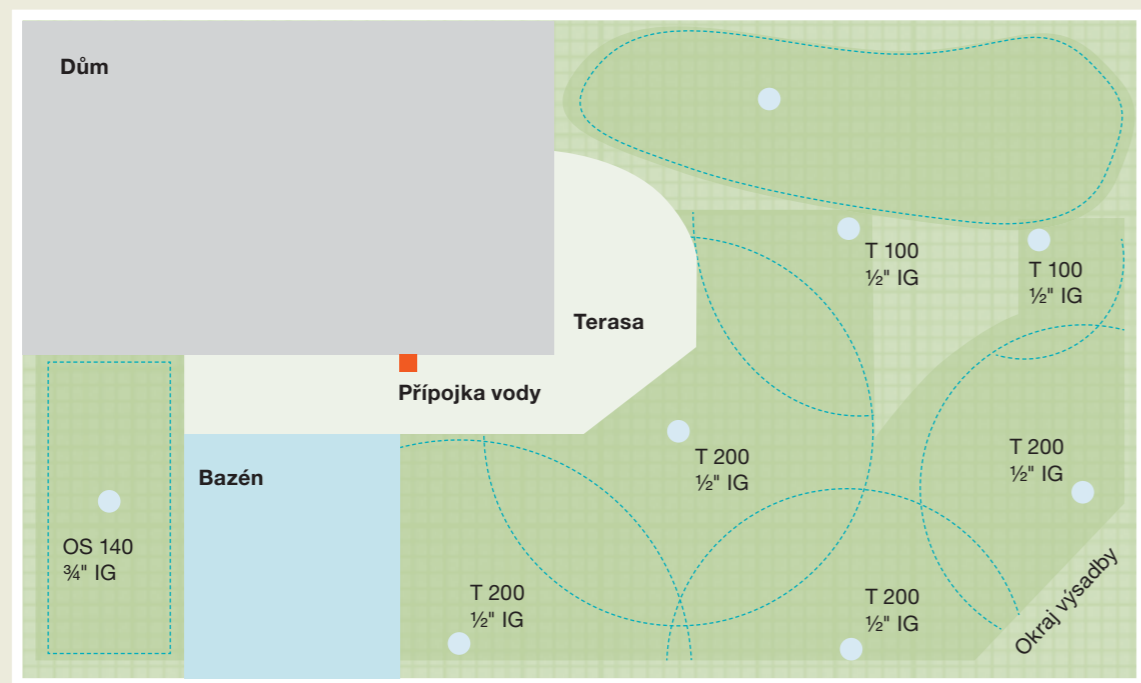 Dům
T 100
½" IG
T 100
½" IG
Terasa
Přípojka vody
T 200
½" IG
T 200
½" IG
Bazén
OS 140
¾" IG
T 200
½" IG
T 200
½" IG
Okraj výsadby